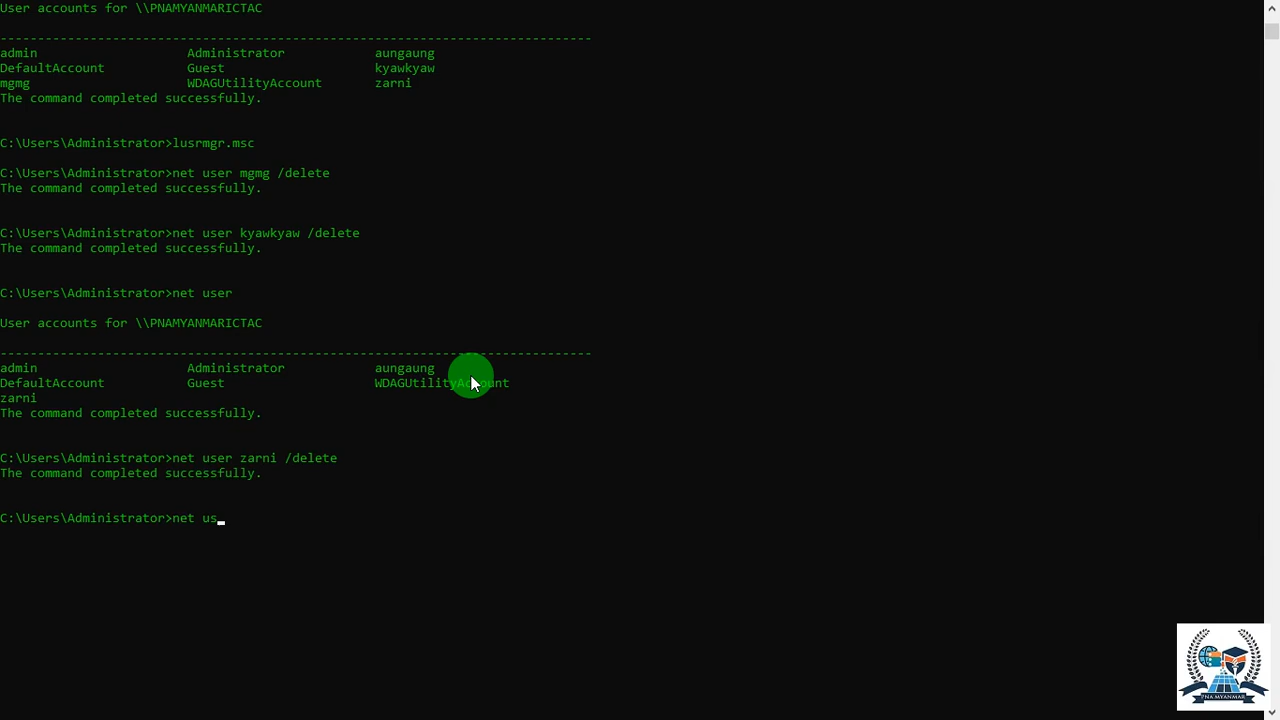 User accounts for \\PNAMYANMARICTAC
-------------------------------------------------------------------------------
admin                    Administrator            aungaung
DefaultAccount           Guest                    kyawkyaw
mgmg                     WDAGUtilityAccount       zarni
The command completed successfully.
C:\Users\Administrator>lusrmgr.msc
C:\Users\Administrator>net user mgmg /delete
The command completed successfully.
C:\Users\Administrator>net user kyawkyaw /delete
The command completed successfully.
C:\Users\Administrator>net user
User accounts for \\PNAMYANMARICTAC
-------------------------------------------------------------------------------
admin                    Administrator            aungaung
DefaultAccount           Guest                    WDAGUtilityAccount
zarni
The command completed successfully.
C:\Users\Administrator>net user zarni /delete
The command completed successfully.
C:\Users\Administrator>net us
PNA MYANMAR